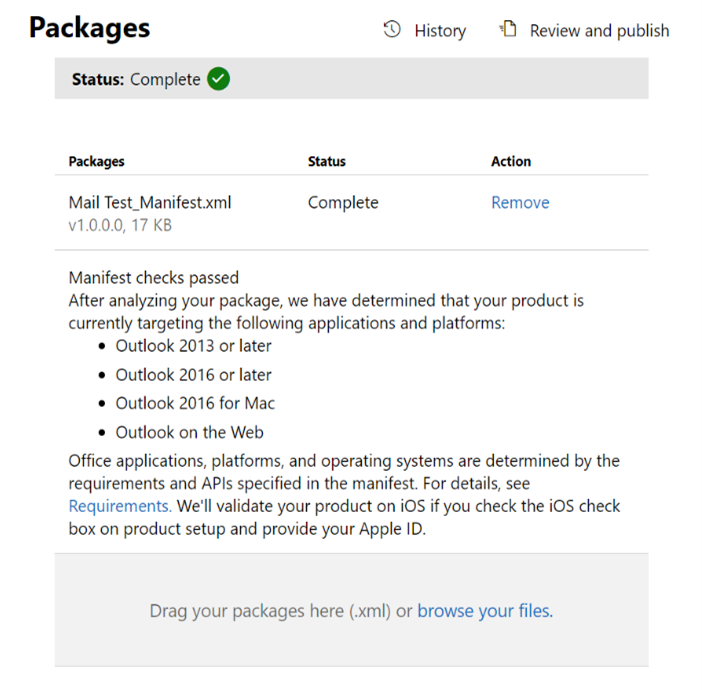 Packages
History
Review and publish
Status: Complete
Packages Status Action
Mail Test_Manifest.xml Complete Remove
v1.0.0.0, 17 KB
Manifest checks passed
After analyzing your package, we have determined that your product is
currently targeting the following applications and platforms:
• Outlook 2013 or later
• Outlook 2016 or later
• Outlook 2016 for Mac
• Outlook on the Web
Office applications, platforms, and operating systems are determined by the
requirements and APIs specified in the manifest. For details, see
Requirements. We'll validate your product on iOS if you check the iOS check
box on product setup and provide your Apple ID.
Drag your packages here (.xml) or browse your files.